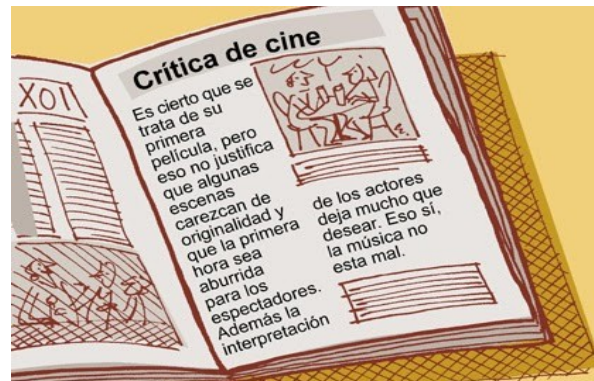 XOI
Crítica de cine
Es cierto que se
trata de su
primera
película, pero
eso no justifica
que algunas
escenas
carezcan de
originalidad y
que la primera
hora sea
aburrida
para los
espectadores.
Además la
interpretación
de los actores
deja mucho que
desear. Eso sí,
la música no
esta mal.